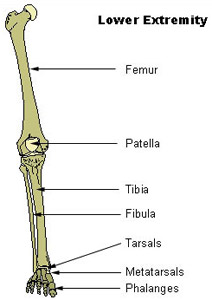 Lower Extremity
Femur
Patella
Tibia
Fibula
Tarsals
Metatarsals
Phalanges